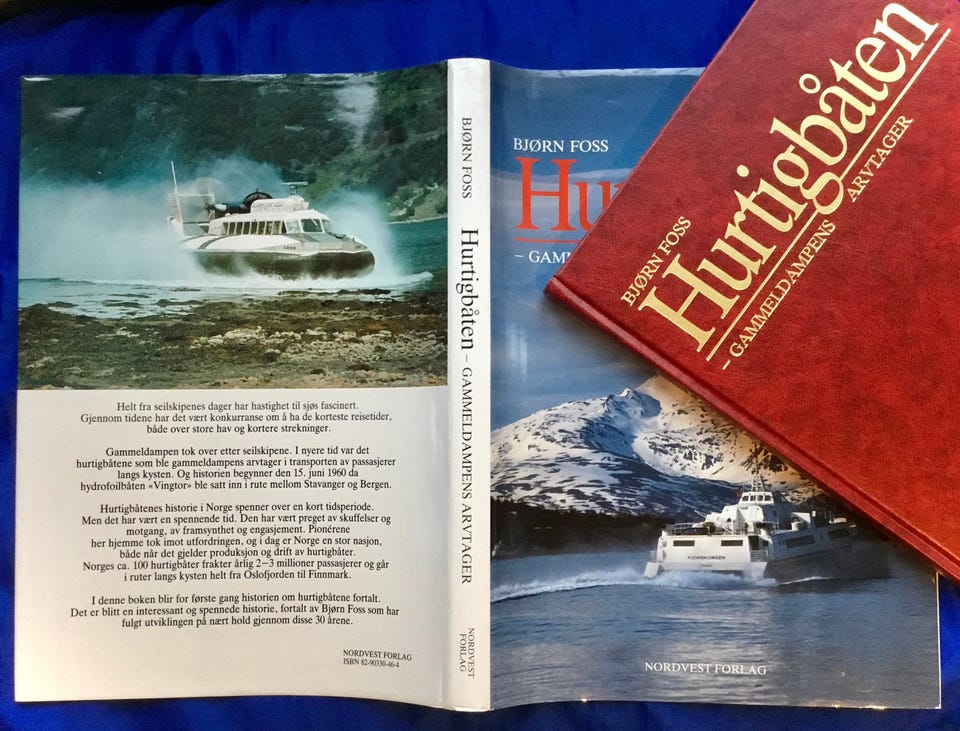 Helt fra seilskipenes dager har hastighet til sjøs fascinert.
Gjennom tidene har det vært konkurranse om å ha de korteste reisetider,
både over store hav og kortere strekninger.
Gammeldampen tok over etter seilskipene. I nyere tid var det
hurtigbåtene som ble gammeldampens arvtager i transporten av passasjerer
langs kysten. Og historien begynner den 15. juni 1960 da
hydrofoilbåten «Vingtor» ble satt inn i rute mellom Stavanger og Bergen.
Hurtigbåtenes historie i Norge spenner over en kort tidsperiode.
Men det har vært en spennende tid. Den har vært preget av skuffelser og
motgang, av framsynthet og engasjement. Pionérene
her hjemme tok imot utfordringen, og i dag er Norge en stor nasjon,
både når det gjelder produksjon og drift av hurtigbåter.
Norges ca. 100 hurtigbåter frakter årlig 2–3 millioner passasjerer og går
i ruter langs kysten helt fra Oslofjorden til Finnmark.
I denne boken blir for første gang historien om hurtigbåtene fortalt.
Det er blitt en interessant og spennede historie, fortalt av Bjørn Foss som har
fulgt utviklingen på nært hold gjennom disse 30 årene.
NORDVEST FORLAG
ISBN 82-90330-46-4
BJØRN FOSS
Hurtigbåten – GAMMELDAMPENS ARVTAGER
NORDVEST
FORLAG
BJØRN FOSS
Hu
– GAM
FJORDKONGEN
NORDVEST FORLAG
BJØRN FOSS
Hurtigbåten
– GAMMELDAMPENS ARVTAGER